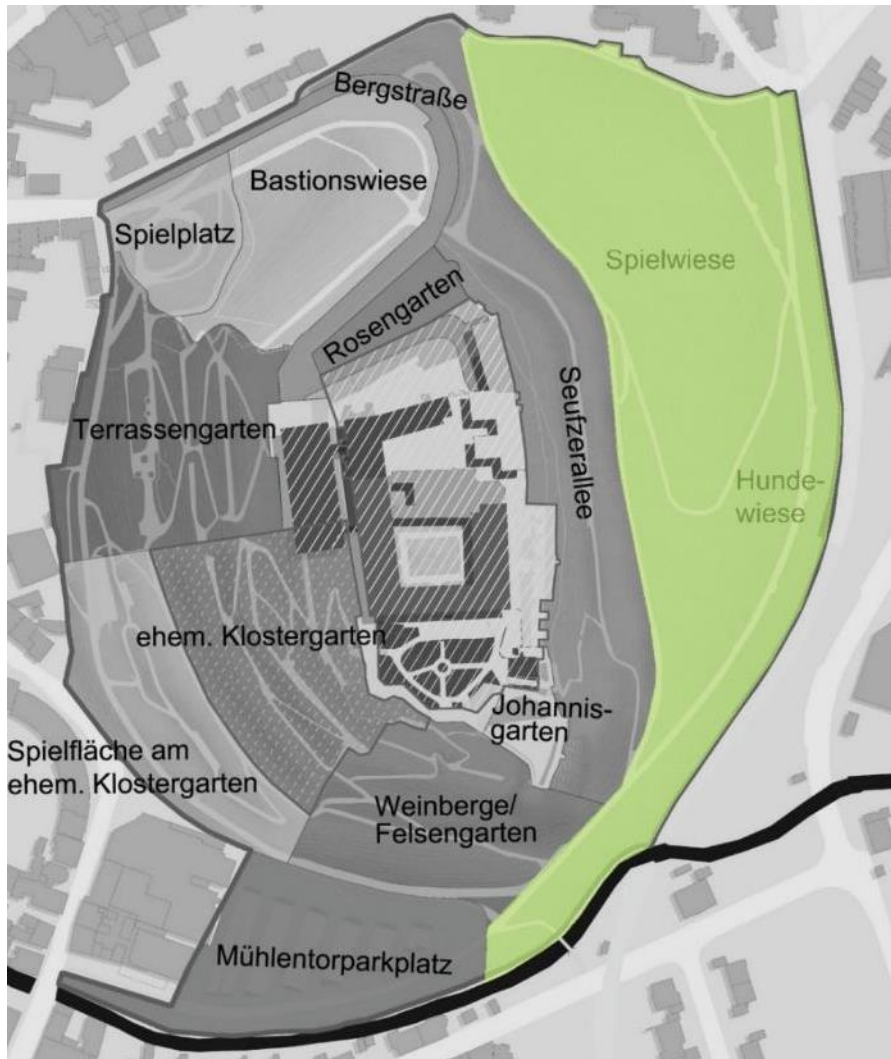 Bergstraße
Bastionswiese
Spielplatz
Spielwiese
Rosengarten
Seufzerallee
Terrassengarten
Hunde-
wiese
ehem. Klostergarten
Johannis-
garten
Spielfläche am
ehem. Klostergarten
Weinberge/
Felsengarten
Mühlentorparkplatz